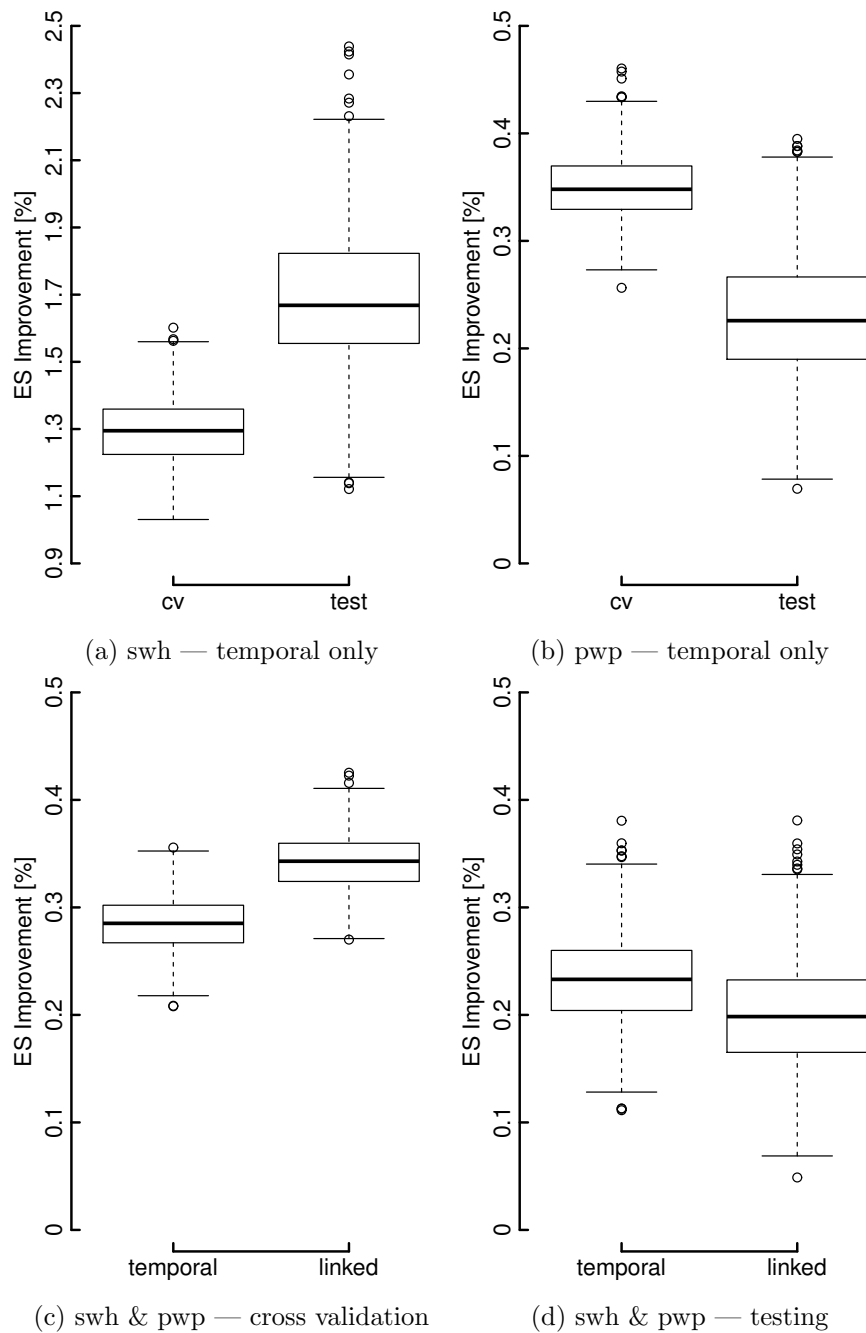 2.5
2.3
2.1
1.9
1.7
1.5
1.3
1.1
0.9
ES Improvement [%]
cv
test
(a) swh — temporal only
0.5
0.4
0.3
0.2
0.1
0
ES Improvement [%]
cv
test
(b) pwp — temporal only
0.5
0.4
0.3
0.2
0.1
0
ES Improvement [%]
temporal
linked
(c) swh & pwp — cross validation
0.5
0.4
0.3
0.2
0.1
0
ES Improvement [%]
temporal
linked
(d) swh & pwp — testing